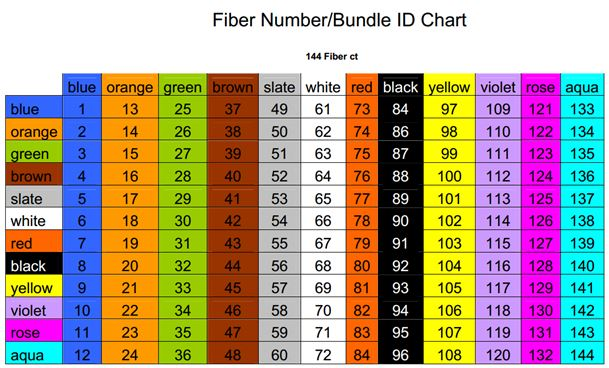 Fiber Number/Bundle ID Chart
144 Fiber ct
blue orange green brown slate white red black yellow violet rose aqua
blue 1 13 25 37 49 61 73 84 97 109 121 133
orange 2 14 26 38 50 62 74 86 98 110 122 134
green 3 15 27 39 51 63 75 87 99 111 123 135
brown 4 16 28 40 52 64 76 88 100 112 124 136
slate 5 17 29 41 53 65 77 89 101 113 125 137
white 6 18 30 42 54 66 78 90 102 114 126 138
red 7 19 31 43 55 67 79 91 103 115 127 139
black 8 20 32 44 56 68 80 92 104 116 128 140
yellow 9 21 33 45 57 69 81 93 105 117 129 141
violet 10 22 34 46 58 70 82 94 106 118 130 142
rose 11 23 35 47 59 71 83 95 107 119 131 143
aqua 12 24 36 48 60 72 84 96 108 120 132 144